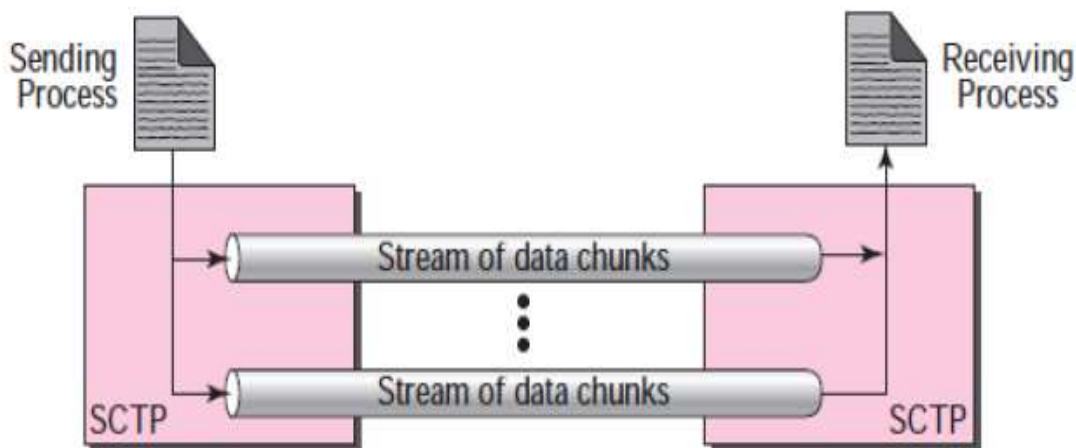 Sending
Process
Receiving
Process
Stream of data chunks
Stream of data chunks
SCTP
SCTP